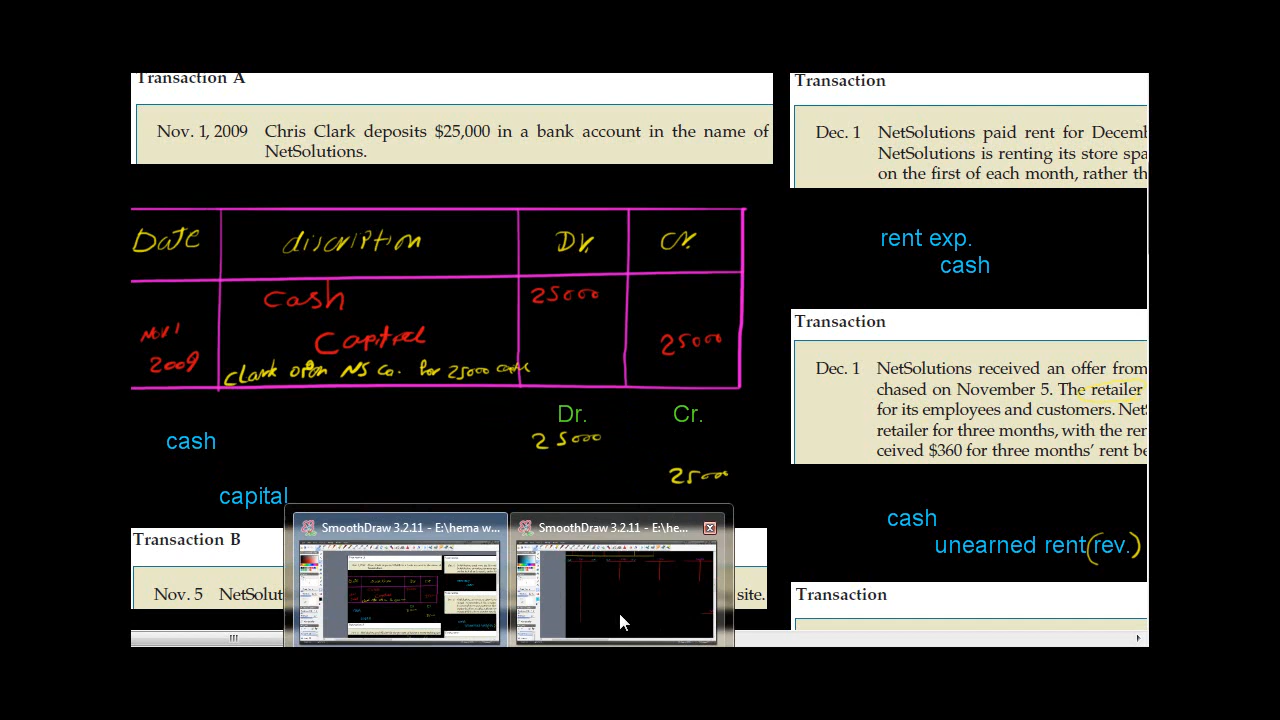 Transaction A
Nov. 1, 2009 Chris Clark deposits $25,000 in a bank account in the name of
NetSolutions.
Date discription Dr. Cr.
Cash 25000
Nov 1
Capital 25000
2009
Clark open NS Co. for 25000 cash
Dr. Cr.
cash 25000
capital 25000
Transaction B
Nov. 5 NetSolut site.
SmoothDraw 3.2.11 - E:\hema w...
SmoothDraw 3.2.11 - E:\he...
Transaction
Dec. 1 NetSolutions paid rent for Decemb
NetSolutions is renting its store spa
on the first of each month, rather th
rent exp.
cash
Transaction
Dec. 1 NetSolutions received an offer from
chased on November 5. The retailer
for its employees and customers. Net
retailer for three months, with the ren
ceived $360 for three months' rent be
cash
unearned rent (rev.)
Transaction